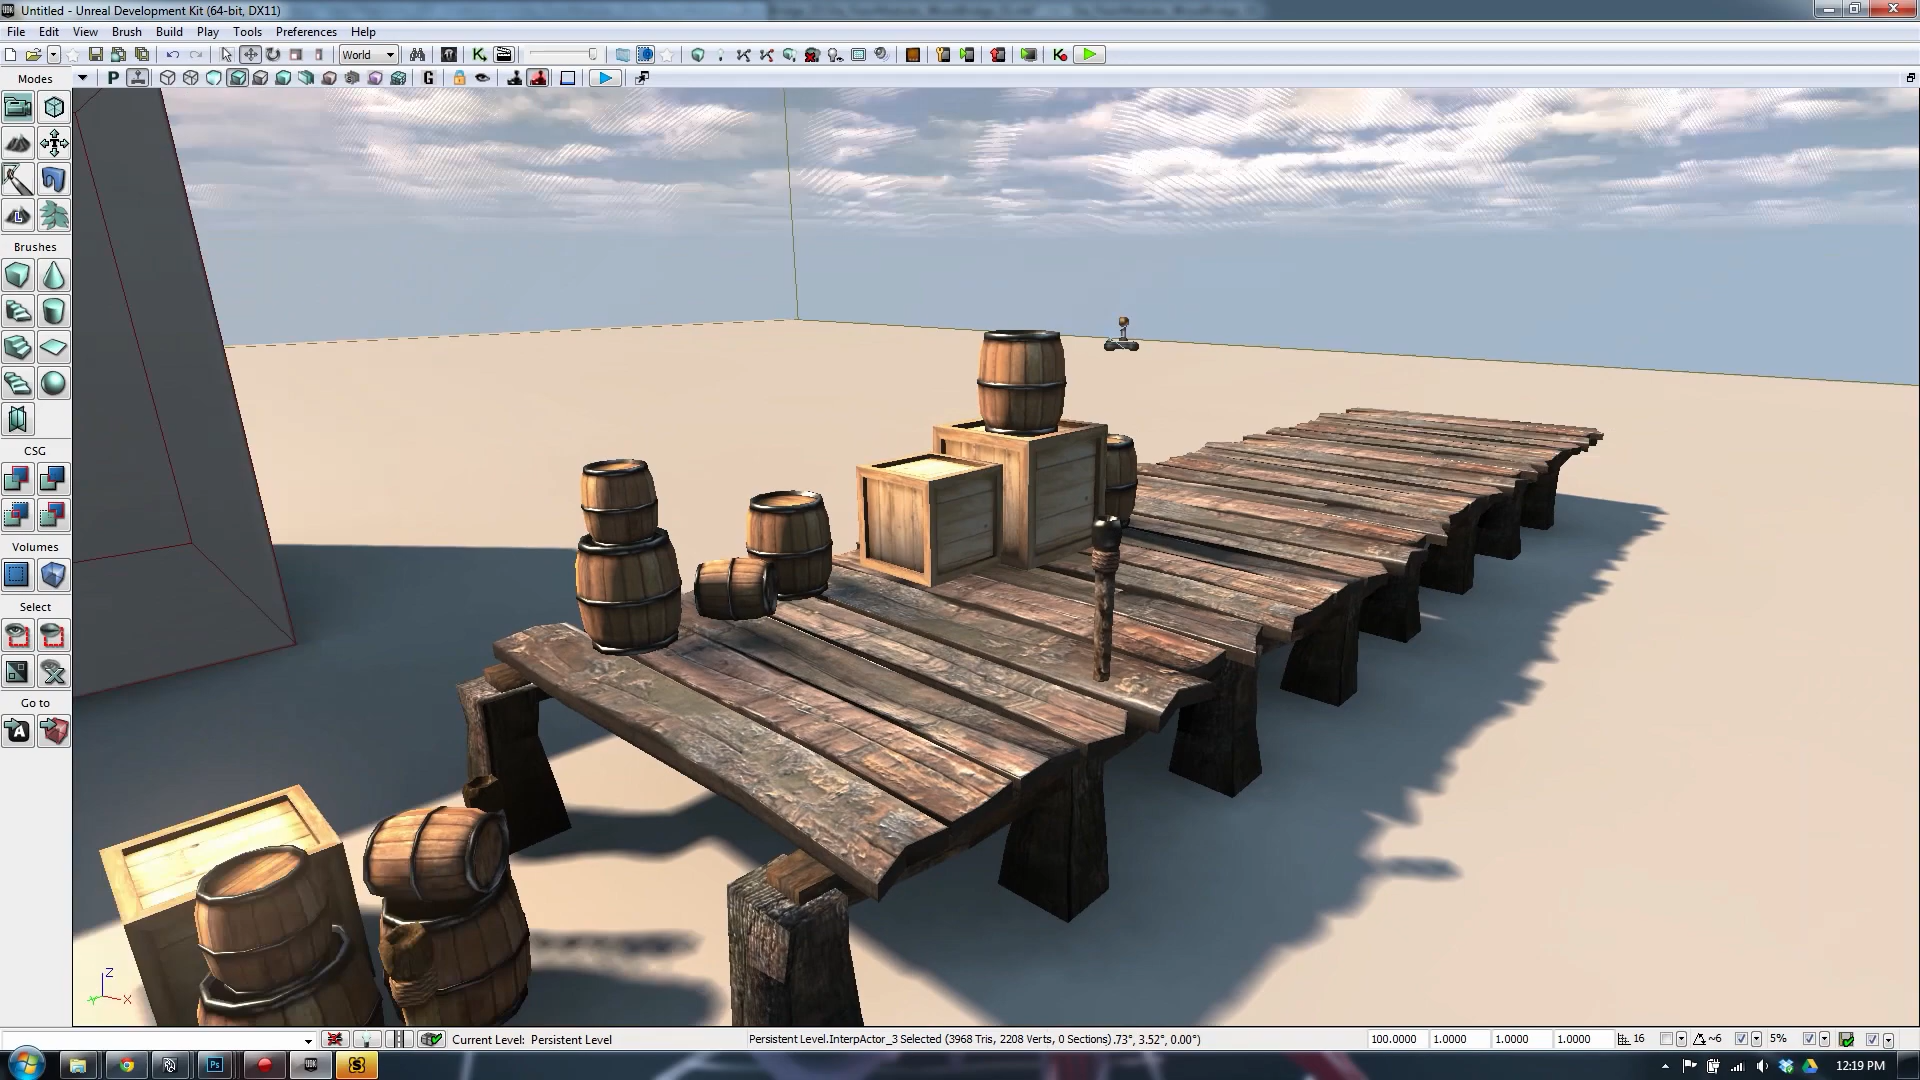 Untitled - Unreal Development Kit (64-bit, DX11)
File Edit View Brush Build Play Tools Preferences Help
World
Modes
P
G
Brushes
CSG
Volumes
Select
Go to
A
Z
X
Current Level: Persistent Level
Persistent Level.InterpActor_3 Selected (3968 Tris, 2208 Verts, 0 Sections) .73°, 3.52°, 0.00°)
100.0000 1.0000 1.0000 1.0000 16 ~6 5%
Ps
S
12:19 PM